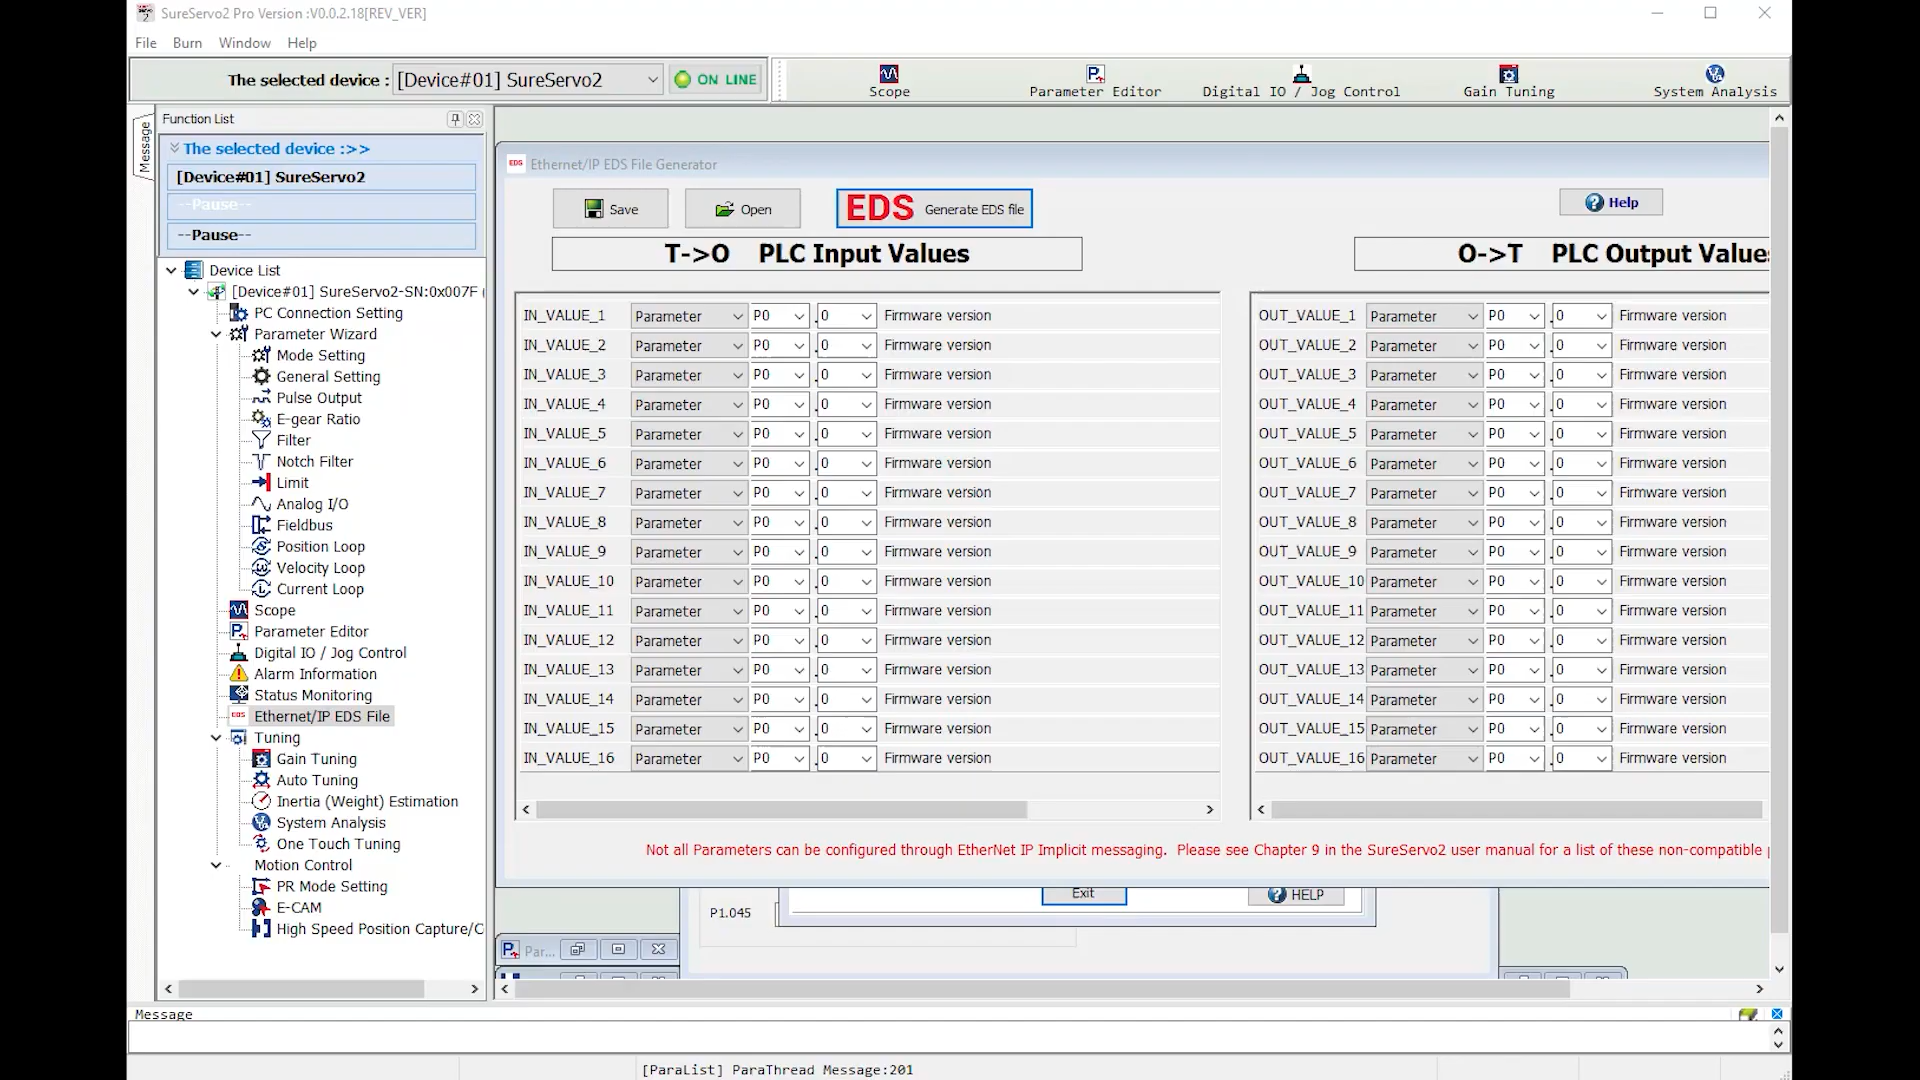 SureServo2 Pro Version :V0.0.2.18[REV_VER]
File Burn Window Help
The selected device : [Device#01] SureServo2 ON LINE
Scope Parameter Editor Digital IO / Jog Control Gain Tuning System Analysis
Message
Function List
The selected device :>>
[Device#01] SureServo2
--Pause--
--Pause--
Device List
[Device#01] SureServo2-SN:0x007F (
PC Connection Setting
Parameter Wizard
Mode Setting
General Setting
Pulse Output
E-gear Ratio
Filter
Notch Filter
Limit
Analog I/O
Fieldbus
Position Loop
Velocity Loop
Current Loop
Scope
Parameter Editor
Digital IO / Jog Control
Alarm Information
Status Monitoring
EDS Ethernet/IP EDS File
Tuning
Gain Tuning
Auto Tuning
Inertia (Weight) Estimation
System Analysis
One Touch Tuning
Motion Control
PR Mode Setting
E-CAM
High Speed Position Capture/C
EDS Ethernet/IP EDS File Generator
Save Open EDS Generate EDS file Help
T->O PLC Input Values
IN_VALUE_1 Parameter P0 .0 Firmware version
IN_VALUE_2 Parameter P0 .0 Firmware version
IN_VALUE_3 Parameter P0 .0 Firmware version
IN_VALUE_4 Parameter P0 .0 Firmware version
IN_VALUE_5 Parameter P0 .0 Firmware version
IN_VALUE_6 Parameter P0 .0 Firmware version
IN_VALUE_7 Parameter P0 .0 Firmware version
IN_VALUE_8 Parameter P0 .0 Firmware version
IN_VALUE_9 Parameter P0 .0 Firmware version
IN_VALUE_10 Parameter P0 .0 Firmware version
IN_VALUE_11 Parameter P0 .0 Firmware version
IN_VALUE_12 Parameter P0 .0 Firmware version
IN_VALUE_13 Parameter P0 .0 Firmware version
IN_VALUE_14 Parameter P0 .0 Firmware version
IN_VALUE_15 Parameter P0 .0 Firmware version
IN_VALUE_16 Parameter P0 .0 Firmware version
O->T PLC Output Value
OUT_VALUE_1 Parameter P0 .0 Firmware version
OUT_VALUE_2 Parameter P0 .0 Firmware version
OUT_VALUE_3 Parameter P0 .0 Firmware version
OUT_VALUE_4 Parameter P0 .0 Firmware version
OUT_VALUE_5 Parameter P0 .0 Firmware version
OUT_VALUE_6 Parameter P0 .0 Firmware version
OUT_VALUE_7 Parameter P0 .0 Firmware version
OUT_VALUE_8 Parameter P0 .0 Firmware version
OUT_VALUE_9 Parameter P0 .0 Firmware version
OUT_VALUE_10 Parameter P0 .0 Firmware version
OUT_VALUE_11 Parameter P0 .0 Firmware version
OUT_VALUE_12 Parameter P0 .0 Firmware version
OUT_VALUE_13 Parameter P0 .0 Firmware version
OUT_VALUE_14 Parameter P0 .0 Firmware version
OUT_VALUE_15 Parameter P0 .0 Firmware version
OUT_VALUE_16 Parameter P0 .0 Firmware version
Not all Parameters can be configured through EtherNet IP Implicit messaging. Please see Chapter 9 in the SureServo2 user manual for a list of these non-compatible
Exit HELP
P1.045
Par...
Message
[ParaList] ParaThread Message:201